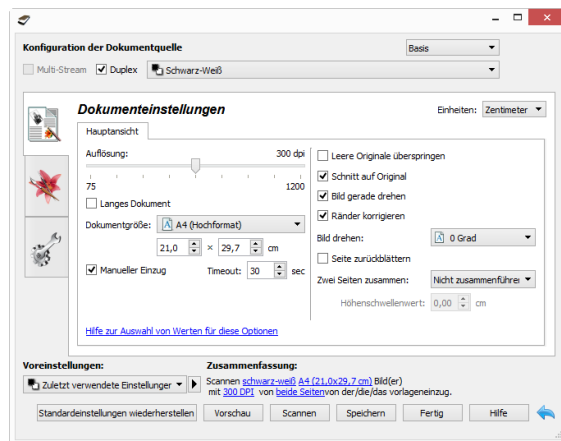 Konfiguration der Dokumentquelle
Basis
Multi-Stream
Duplex
Schwarz-Weiß
Dokumenteinstellungen
Einheiten: Zentimeter
Hauptansicht
Auflösung: 300 dpi
75 1200
Langes Dokument
Dokumentgröße: A4 (Hochformat)
21,0 × 29,7 cm
Manueller Einzug Timeout: 30 sec
Leere Originale überspringen
Schnitt auf Original
Bild gerade drehen
Ränder korrigieren
Bild drehen: 0 Grad
Seite zurückblättern
Zwei Seiten zusammen: Nicht zusammenführe
Höhenschwellenwert: 0,00 cm
Hilfe zur Auswahl von Werten für diese Optionen
Voreinstellungen:
Zuletzt verwendete Einstellunger
Zusammenfassung:
Scannen schwarz-weiß A4 (21,0x29,7 cm) Bild(er)
mit 300 DPI von beide Seitenvon der/die/das vorlageneinzug.
Standardeinstellungen wiederherstellen Vorschau Scannen Speichern Fertig Hilfe